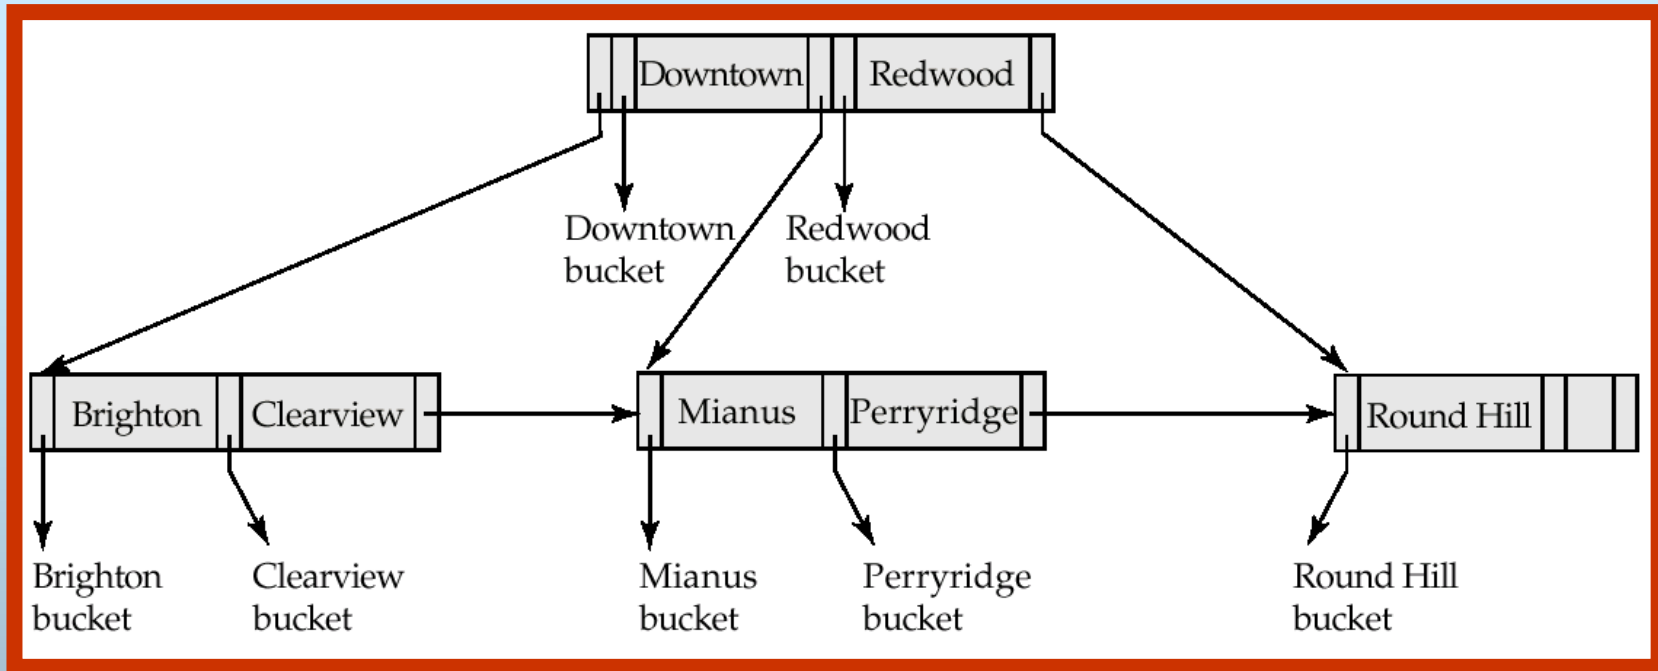 Downtown Redwood
Downtown
bucket
Redwood
bucket
Brighton Clearview
Mianus Perryridge
Round Hill
Brighton
bucket
Clearview
bucket
Mianus
bucket
Perryridge
bucket
Round Hill
bucket